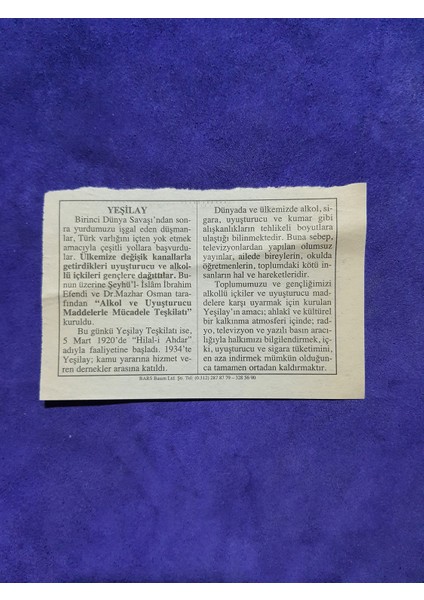 YEŞİLAY
Birinci Dünya Savaşı'ndan son-
ra yurdumuzu işgal eden düşman-
lar, Türk varlığını içten yok etmek
amacıyla çeşitli yollara başvurdu-
lar. Ülkemize değişik kanallarla
getirdikleri uyuşturucu ve alkol-
lü içkileri gençlere dağıttılar. Bu-
nun üzerine Şeyhü'l- İslâm İbrahim
Efendi ve Dr.Mazhar Osman tara-
fından "Alkol ve Uyuşturucu
Maddelerle Mücadele Teşkilatı"
kuruldu.
Bu günkü Yeşilay Teşkilatı ise,
5 Mart 1920'de "Hilal-i Ahdar"
adıyla faaliyetine başladı. 1934'te
Yeşilay; kamu yararına hizmet ve-
ren dernekler arasına katıldı.
Dünyada ve ülkemizde alkol, si-
gara, uyuşturucu ve kumar gibi
alışkanlıkların tehlikeli boyutlara
ulaştığı bilinmektedir. Buna sebep,
televizyonlardan yapılan olumsuz
yayınlar, ailede bireylerin, okulda
öğretmenlerin, toplumdaki kötü in-
sanların hal ve hareketleridir.
Toplumumuzu ve gençliğimizi
alkollü içkiler ve uyuşturucu mad-
delere karşı uyarmak için kurulan
Yeşilay'ın amacı; ahlaki ve kültürel
bir kalkınma atmosferi içinde; rad-
yo, televizyon ve yazılı basın aracı-
lığıyla halkımızı bilgilendirmek, iç-
ki, uyuşturucu ve sigara tüketimini,
en aza indirmek mümkün olduğun-
ca tamamen ortadan kaldırmaktır.